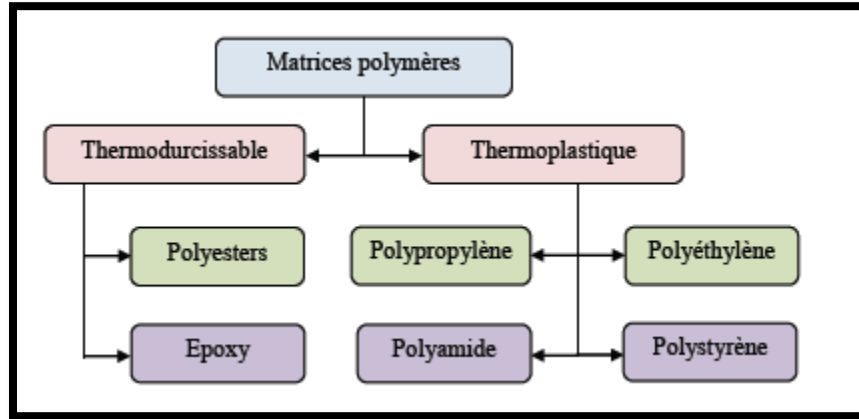 Matrices polymères
Thermodurcissable
Thermoplastique
Polyesters
Polypropylène
Polyéthylène
Epoxy
Polyamide
Polystyrène